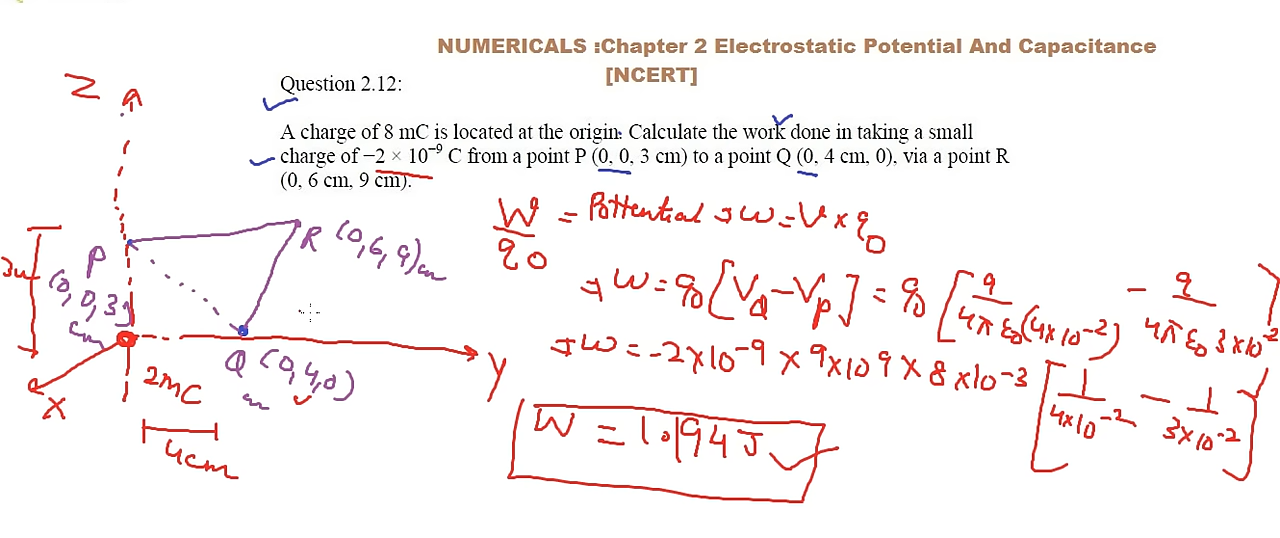 NUMERICALS :Chapter 2 Electrostatic Potential And Capacitance
[NCERT]
Question 2.12:
A charge of 8 mC is located at the origin. Calculate the work done in taking a small
charge of −2 × 10⁻⁹ C from a point P (0, 0, 3 cm) to a point Q (0, 4 cm, 0), via a point R
(0, 6 cm, 9 cm).
Z
P
(0, 0, 3)
cm
R (0, 6, 9) cm
Q (0, 4, 0)
cm
X
Y
2mC
4cm
W/q0 = Pottential ⇒ W = V × q0
⇒ W = q0 [VQ − Vp] = q0 [q/4πε0(4×10⁻²) − q/4πε0 3×10⁻²]
⇒ W = −2×10⁻⁹ × 9×10⁹ × 8×10⁻³ [1/4×10⁻² − 1/3×10⁻²]
W = 1.194 J